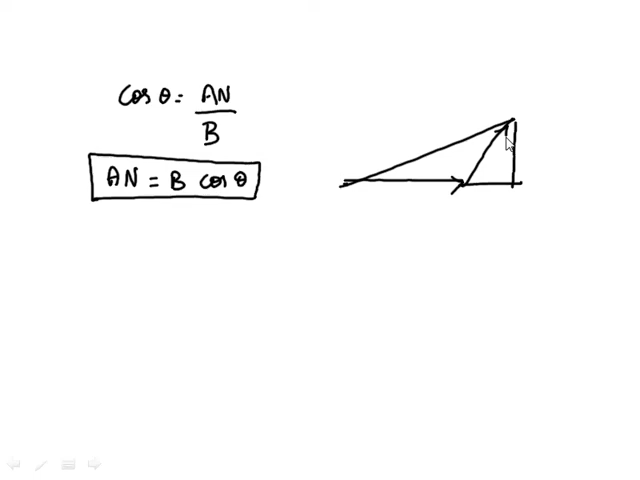 cos θ = AN
B
AN = B cos θ